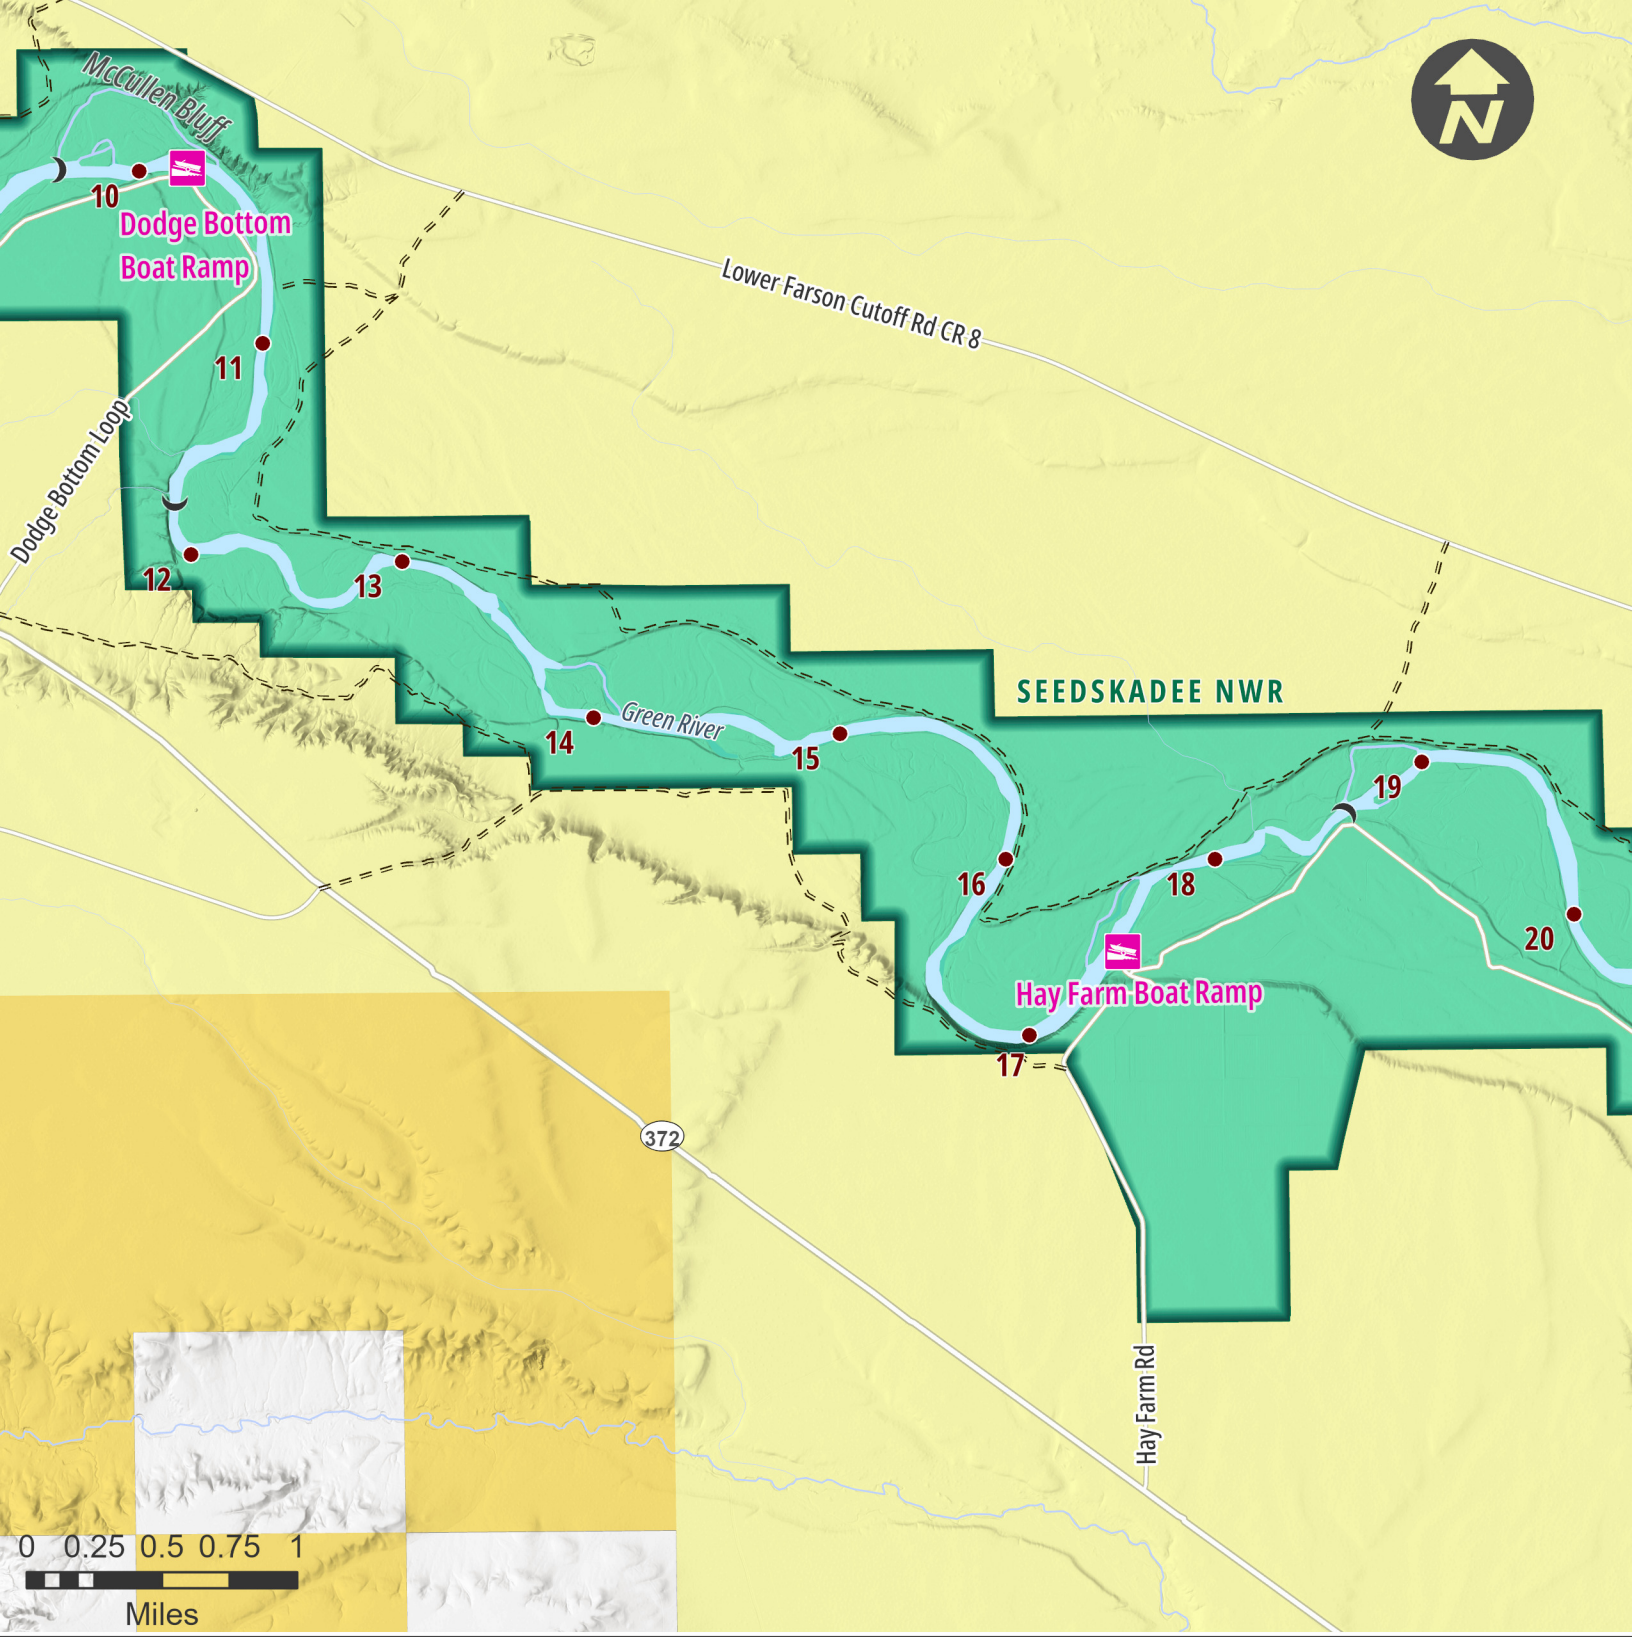 N
McCullen Bluff
10
Dodge Bottom
Boat Ramp
Lower Farson Cutoff Rd CR 8
11
Dodge Bottom Loop
12
13
SEEDSKADEE NWR
14
Green River
15
19
16
18
20
Hay Farm Boat Ramp
17
372
Hay Farm Rd
0 0.25 0.5 0.75 1
Miles